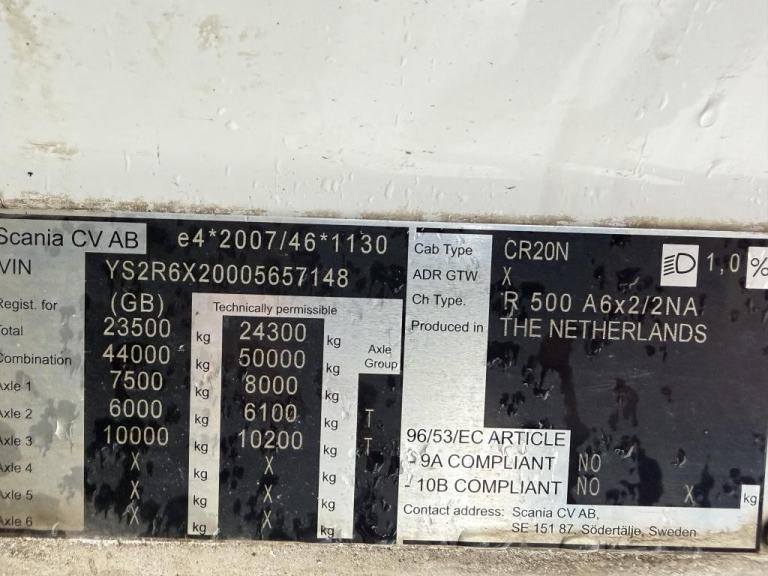 Scania CV AB e4*2007/46*1130
VIN YS2R6X20005657148
Regist. for (GB) Technically permissible
Total 23500 kg 24300 kg Axle
Combination 44000 kg 50000 kg Group
Axle 1 7500 kg 8000 kg
Axle 2 6000 kg 6100 kg T
Axle 3 10000 kg 10200 kg T
Axle 4 X kg X kg
Axle 5 X kg X kg
Axle 6 X kg X kg
Cab Type CR20N 1,0 %
ADR GTW X
Ch Type. R 500 A6x2/2NA
Produced in THE NETHERLANDS
96/53/EC ARTICLE
- 9A COMPLIANT NO
- 10B COMPLIANT NO X kg
Contact address: Scania CV AB,
SE 151 87, Södertälje, Sweden